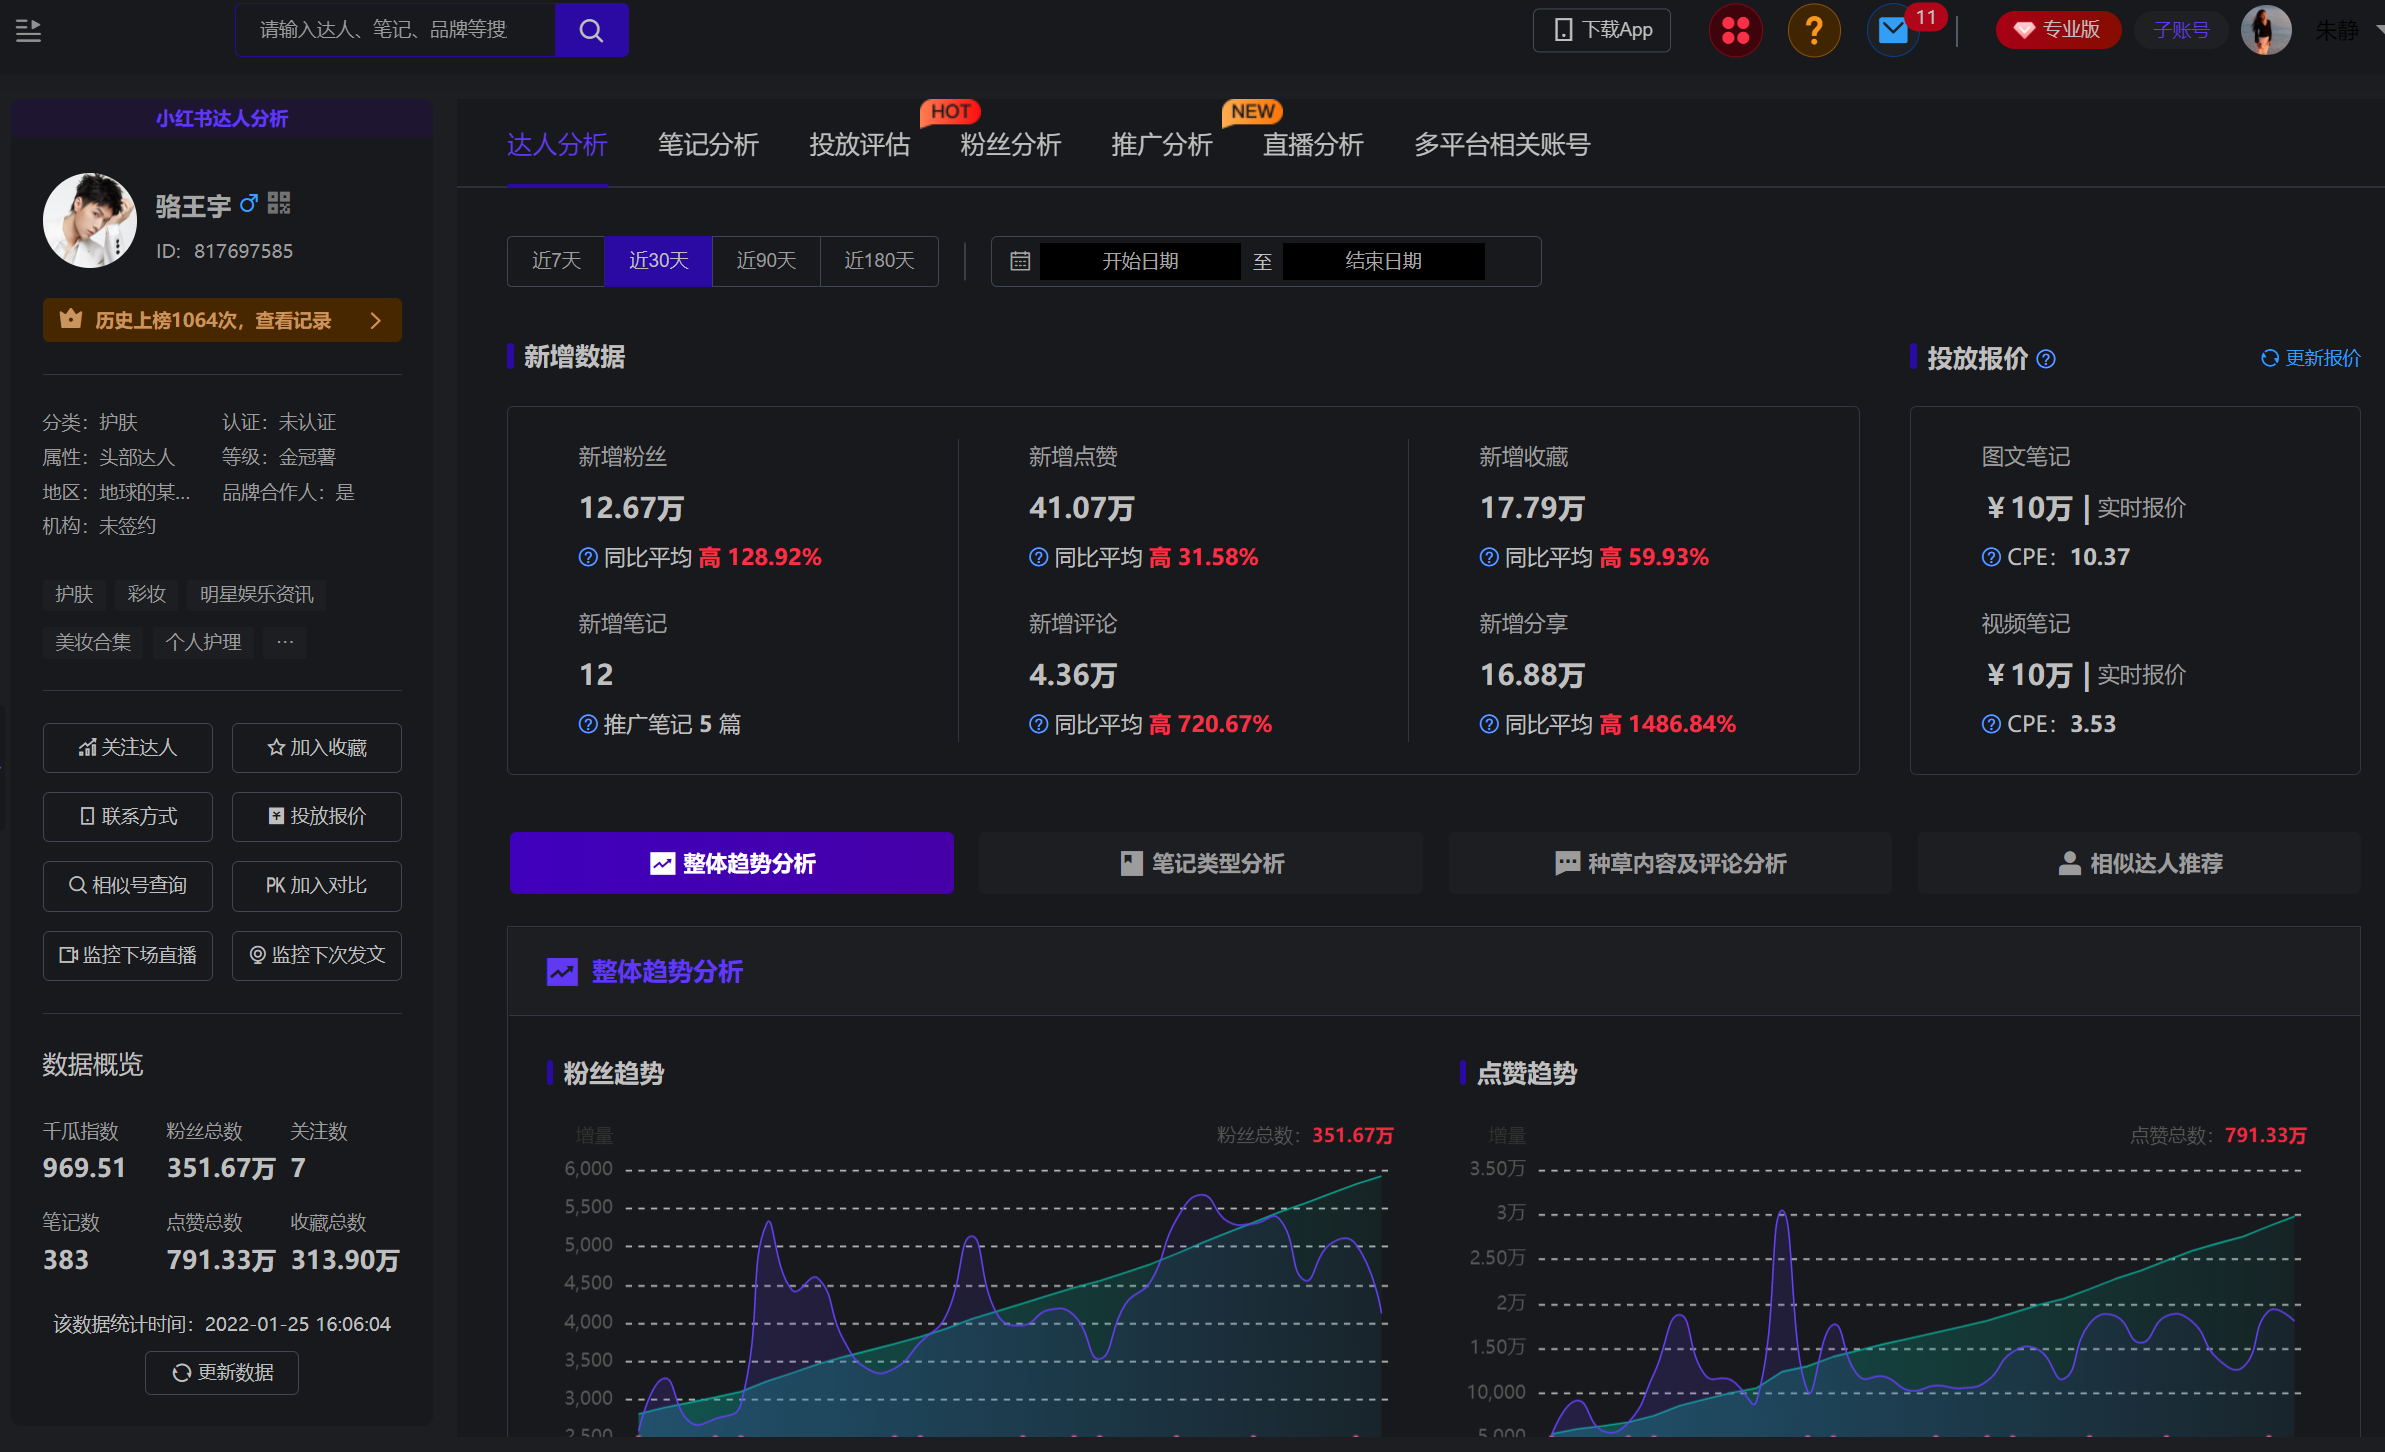 请输入达人、笔记、品牌等搜
下载App
?
11
专业版
子账号
朱静
小红书达人分析
骆王宇
ID：817697585
历史上榜1064次，查看记录
分类：护肤 认证：未认证
属性：头部达人 等级：金冠薯
地区：地球的某... 品牌合作人：是
机构：未签约
护肤 彩妆 明星娱乐资讯
美妆合集 个人护理 ···
关注达人 加入收藏
联系方式 投放报价
相似号查询 PK 加入对比
监控下场直播 监控下次发文
数据概览
千瓜指数 粉丝总数 关注数
969.51 351.67万 7
笔记数 点赞总数 收藏总数
383 791.33万 313.90万
该数据统计时间：2022-01-25 16:06:04
更新数据
HOT NEW
达人分析 笔记分析 投放评估 粉丝分析 推广分析 直播分析 多平台相关账号
近7天 近30天 近90天 近180天 开始日期 至 结束日期
新增数据
新增粉丝 新增点赞 新增收藏
12.67万 41.07万 17.79万
? 同比平均 高 128.92% ? 同比平均 高 31.58% ? 同比平均 高 59.93%
新增笔记 新增评论 新增分享
12 4.36万 16.88万
? 推广笔记 5 篇 ? 同比平均 高 720.67% ? 同比平均 高 1486.84%
投放报价 ? 更新报价
图文笔记
¥ 10万 | 实时报价
? CPE：10.37
视频笔记
¥ 10万 | 实时报价
? CPE：3.53
整体趋势分析 笔记类型分析 种草内容及评论分析 相似达人推荐
整体趋势分析
粉丝趋势
增量 粉丝总数：351.67万
6,000
5,500
5,000
4,500
4,000
3,500
3,000
2,500
点赞趋势
增量 点赞总数：791.33万
3.50万
3万
2.50万
2万
1.50万
10,000
5,000